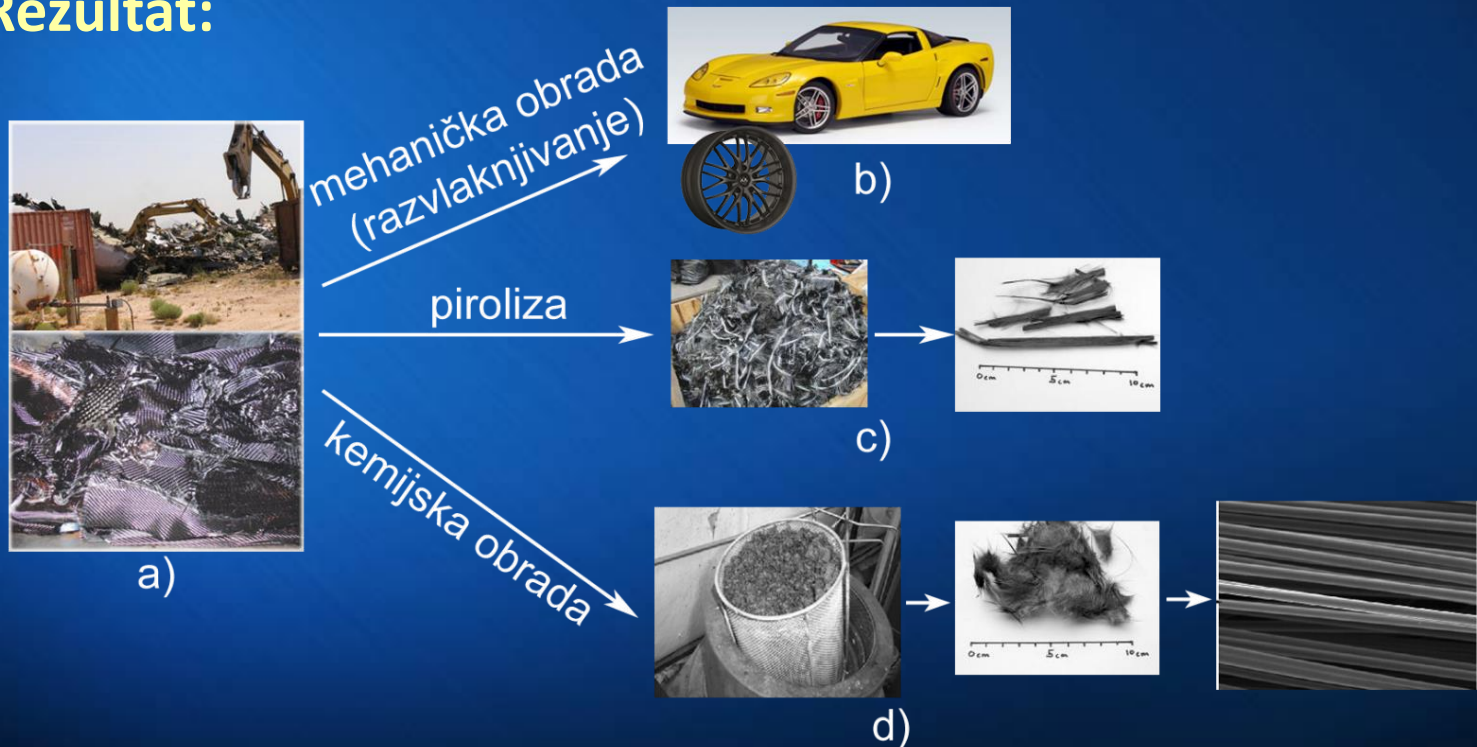 Rezultat:
mehanička obrada
(razvlaknjivanje)
b)
piroliza
0cm 5cm 10cm
c)
a)
kemijska obrada
0cm 5cm 10cm
d)